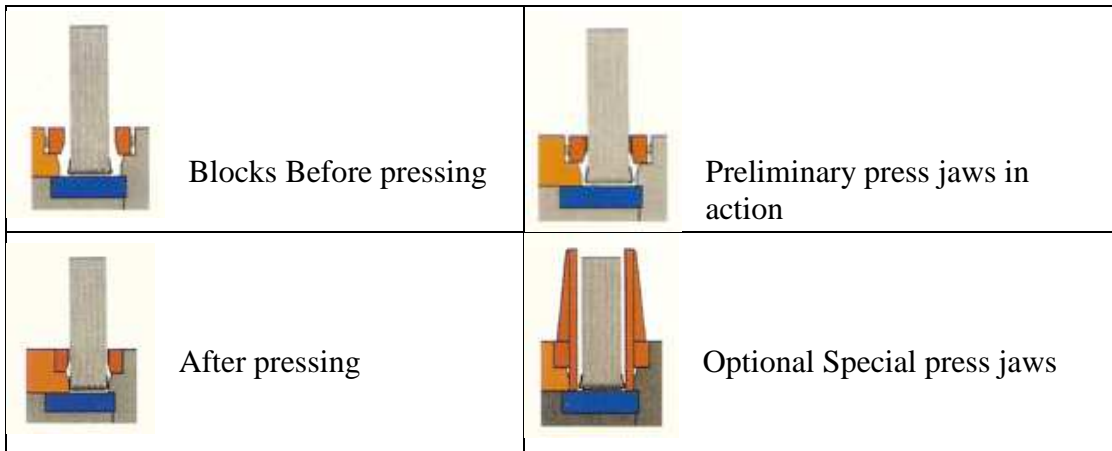 Blocks Before pressing
Preliminary press jaws in
action
After pressing
Optional Special press jaws